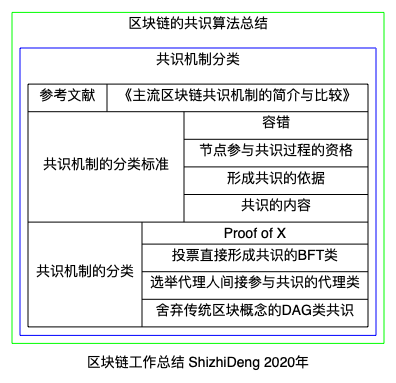 区块链的共识算法总结
共识机制分类
参考文献 《主流区块链共识机制的简介与比较》
共识机制的分类标准
容错
节点参与共识过程的资格
形成共识的依据
共识的内容
共识机制的分类
Proof of X
投票直接形成共识的BFT类
选举代理人间接参与共识的代理类
舍弃传统区块概念的DAG类共识
区块链工作总结 ShizhiDeng 2020年